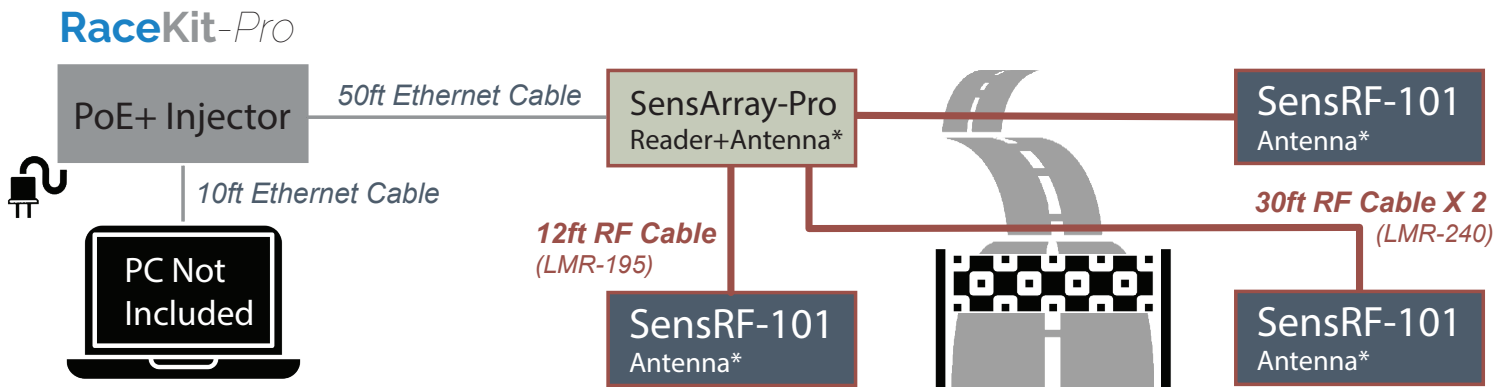 RaceKit-Pro
PoE+ Injector
50ft Ethernet Cable
SensArray-Pro
Reader+Antenna*
SensRF-101
Antenna*
10ft Ethernet Cable
PC Not
Included
12ft RF Cable
(LMR-195)
30ft RF Cable X 2
(LMR-240)
SensRF-101
Antenna*
SensRF-101
Antenna*